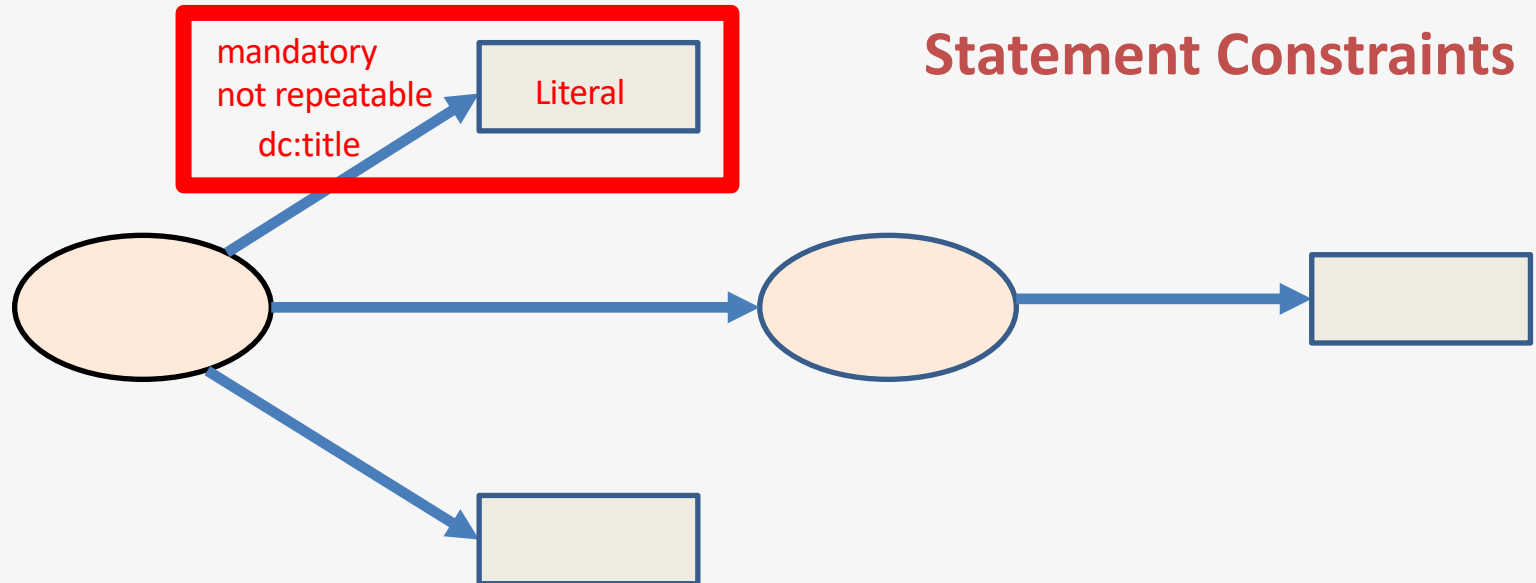 Statement Constraints
mandatory
not repeatable
dc:title
Literal